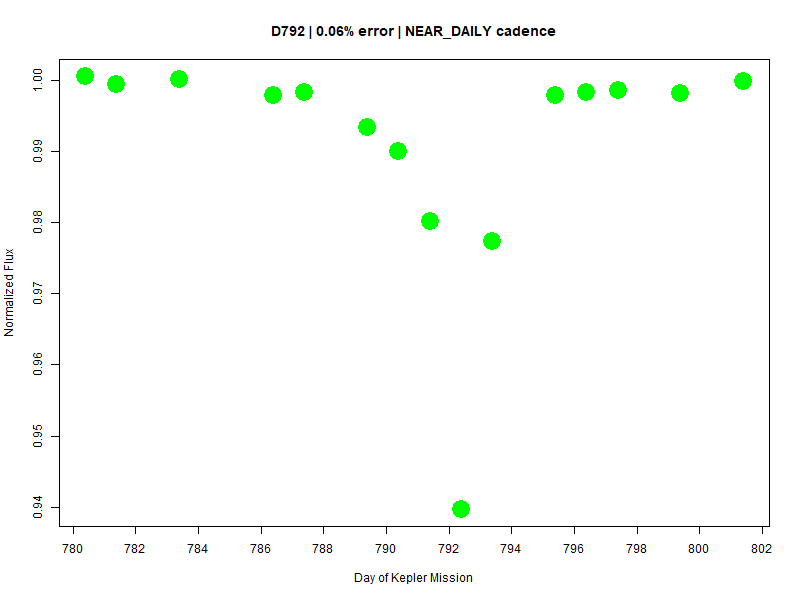 D792 | 0.06% error | NEAR_DAILY cadence
1.00
0.99
0.98
0.97
0.96
0.95
0.94
Normalized Flux
780 782 784 786 788 790 792 794 796 798 800 802
Day of Kepler Mission